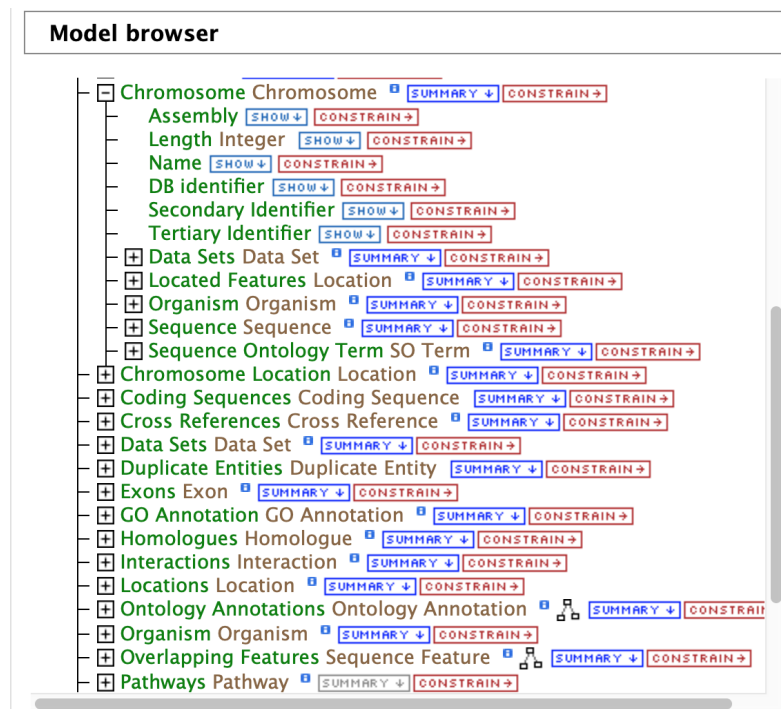 Model browser
Chromosome Chromosome i SUMMARY ↓ CONSTRAIN →
Assembly SHOW ↓ CONSTRAIN →
Length Integer SHOW ↓ CONSTRAIN →
Name SHOW ↓ CONSTRAIN →
DB identifier SHOW ↓ CONSTRAIN →
Secondary Identifier SHOW ↓ CONSTRAIN →
Tertiary Identifier SHOW ↓ CONSTRAIN →
Data Sets Data Set i SUMMARY ↓ CONSTRAIN →
Located Features Location i SUMMARY ↓ CONSTRAIN →
Organism Organism i SUMMARY ↓ CONSTRAIN →
Sequence Sequence i SUMMARY ↓ CONSTRAIN →
Sequence Ontology Term SO Term i SUMMARY ↓ CONSTRAIN →
Chromosome Location Location i SUMMARY ↓ CONSTRAIN →
Coding Sequences Coding Sequence SUMMARY ↓ CONSTRAIN →
Cross References Cross Reference i SUMMARY ↓ CONSTRAIN →
Data Sets Data Set i SUMMARY ↓ CONSTRAIN →
Duplicate Entities Duplicate Entity SUMMARY ↓ CONSTRAIN →
Exons Exon i SUMMARY ↓ CONSTRAIN →
GO Annotation GO Annotation i SUMMARY ↓ CONSTRAIN →
Homologues Homologue i SUMMARY ↓ CONSTRAIN →
Interactions Interaction i SUMMARY ↓ CONSTRAIN →
Locations Location i SUMMARY ↓ CONSTRAIN →
Ontology Annotations Ontology Annotation i SUMMARY ↓ CONSTRAIN
Organism Organism i SUMMARY ↓ CONSTRAIN →
Overlapping Features Sequence Feature i SUMMARY ↓ CONSTRAIN →
Pathways Pathway i SUMMARY ↓ CONSTRAIN →